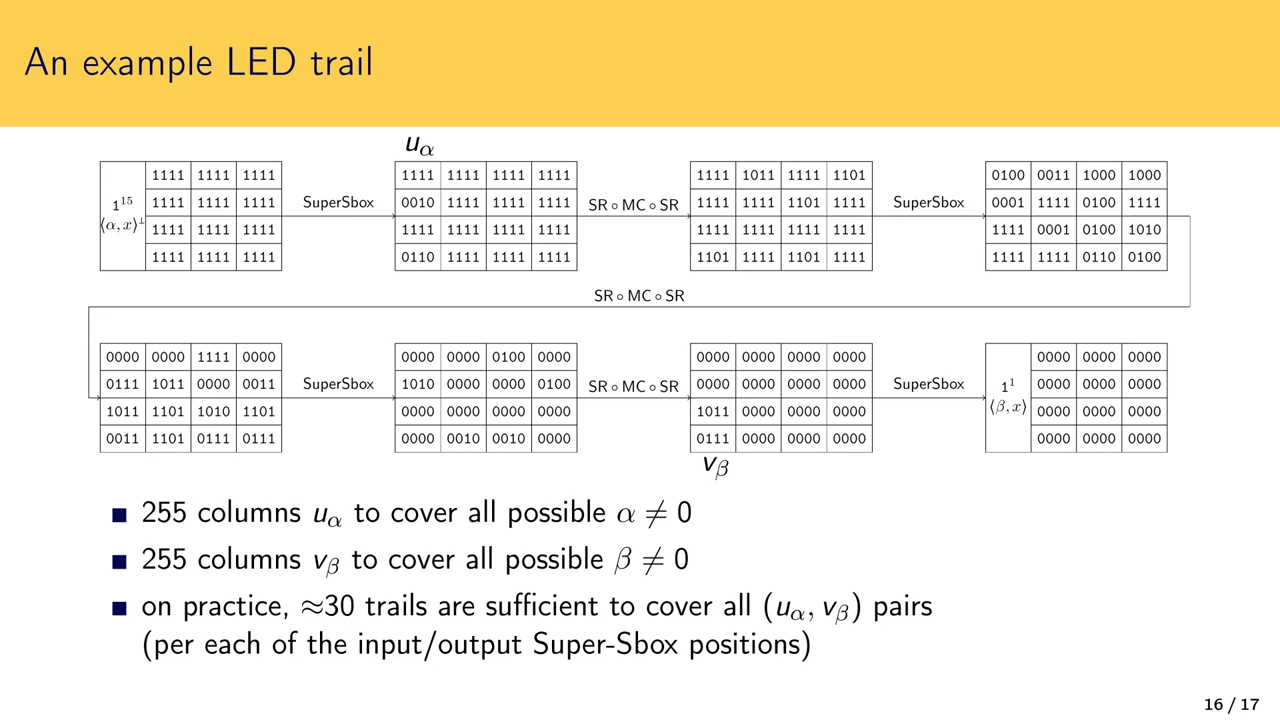 An example LED trail
u_α
1^15 ⟨α, x⟩^⊥ 1111 1111 1111 SuperSbox 1111 1111 1111 1111 SR ∘ MC ∘ SR 1111 1011 1111 1101 SuperSbox 0100 0011 1000 1000
1111 1111 1111 0010 1111 1111 1111 1111 1111 1101 1111 0001 1111 0100 1111
1111 1111 1111 1111 1111 1111 1111 1111 1111 1111 1111 1111 0001 0100 1010
1111 1111 1111 0110 1111 1111 1111 1101 1111 1101 1111 1111 1111 0110 0100
SR ∘ MC ∘ SR
0000 0000 1111 0000 SuperSbox 0000 0000 0100 0000 SR ∘ MC ∘ SR 0000 0000 0000 0000 SuperSbox 1^1 ⟨β, x⟩ 0000 0000 0000
0111 1011 0000 0011 1010 0000 0000 0100 0000 0000 0000 0000 0000 0000 0000
1011 1101 1010 1101 0000 0000 0000 0000 1011 0000 0000 0000 0000 0000 0000
0011 1101 0111 0111 0000 0010 0010 0000 0111 0000 0000 0000 0000 0000 0000
v_β
255 columns u_α to cover all possible α ≠ 0
255 columns v_β to cover all possible β ≠ 0
on practice, ≈30 trails are sufficient to cover all (u_α, v_β) pairs
(per each of the input/output Super-Sbox positions)
16 / 17